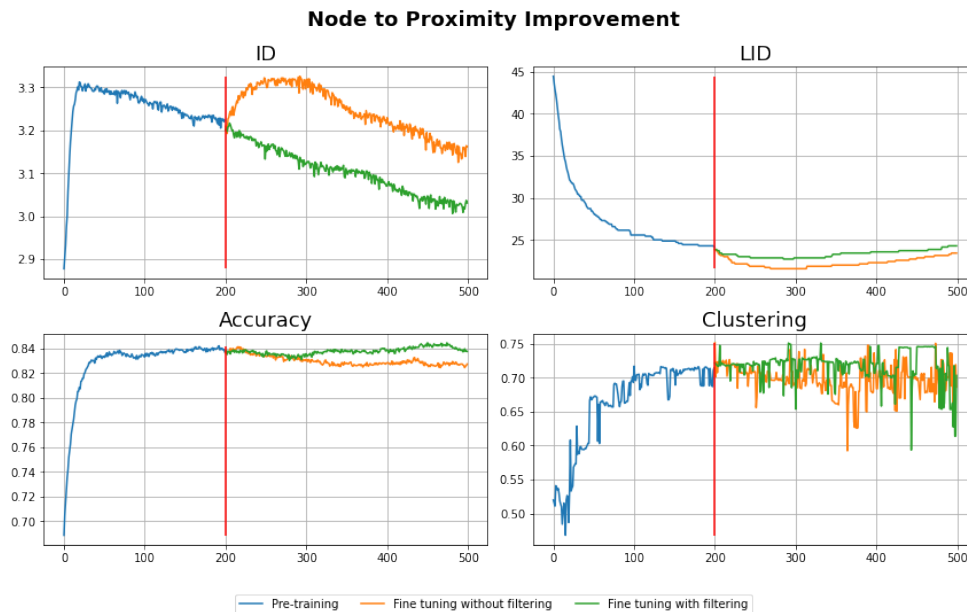 Node to Proximity Improvement
ID
3.3
3.2
3.1
3.0
2.9
0 100 200 300 400 500
LID
45
40
35
30
25
0 100 200 300 400 500
Accuracy
0.84
0.82
0.80
0.78
0.76
0.74
0.72
0.70
0 100 200 300 400 500
Clustering
0.75
0.70
0.65
0.60
0.55
0.50
0 100 200 300 400 500
Pre-training Fine tuning without filtering Fine tuning with filtering